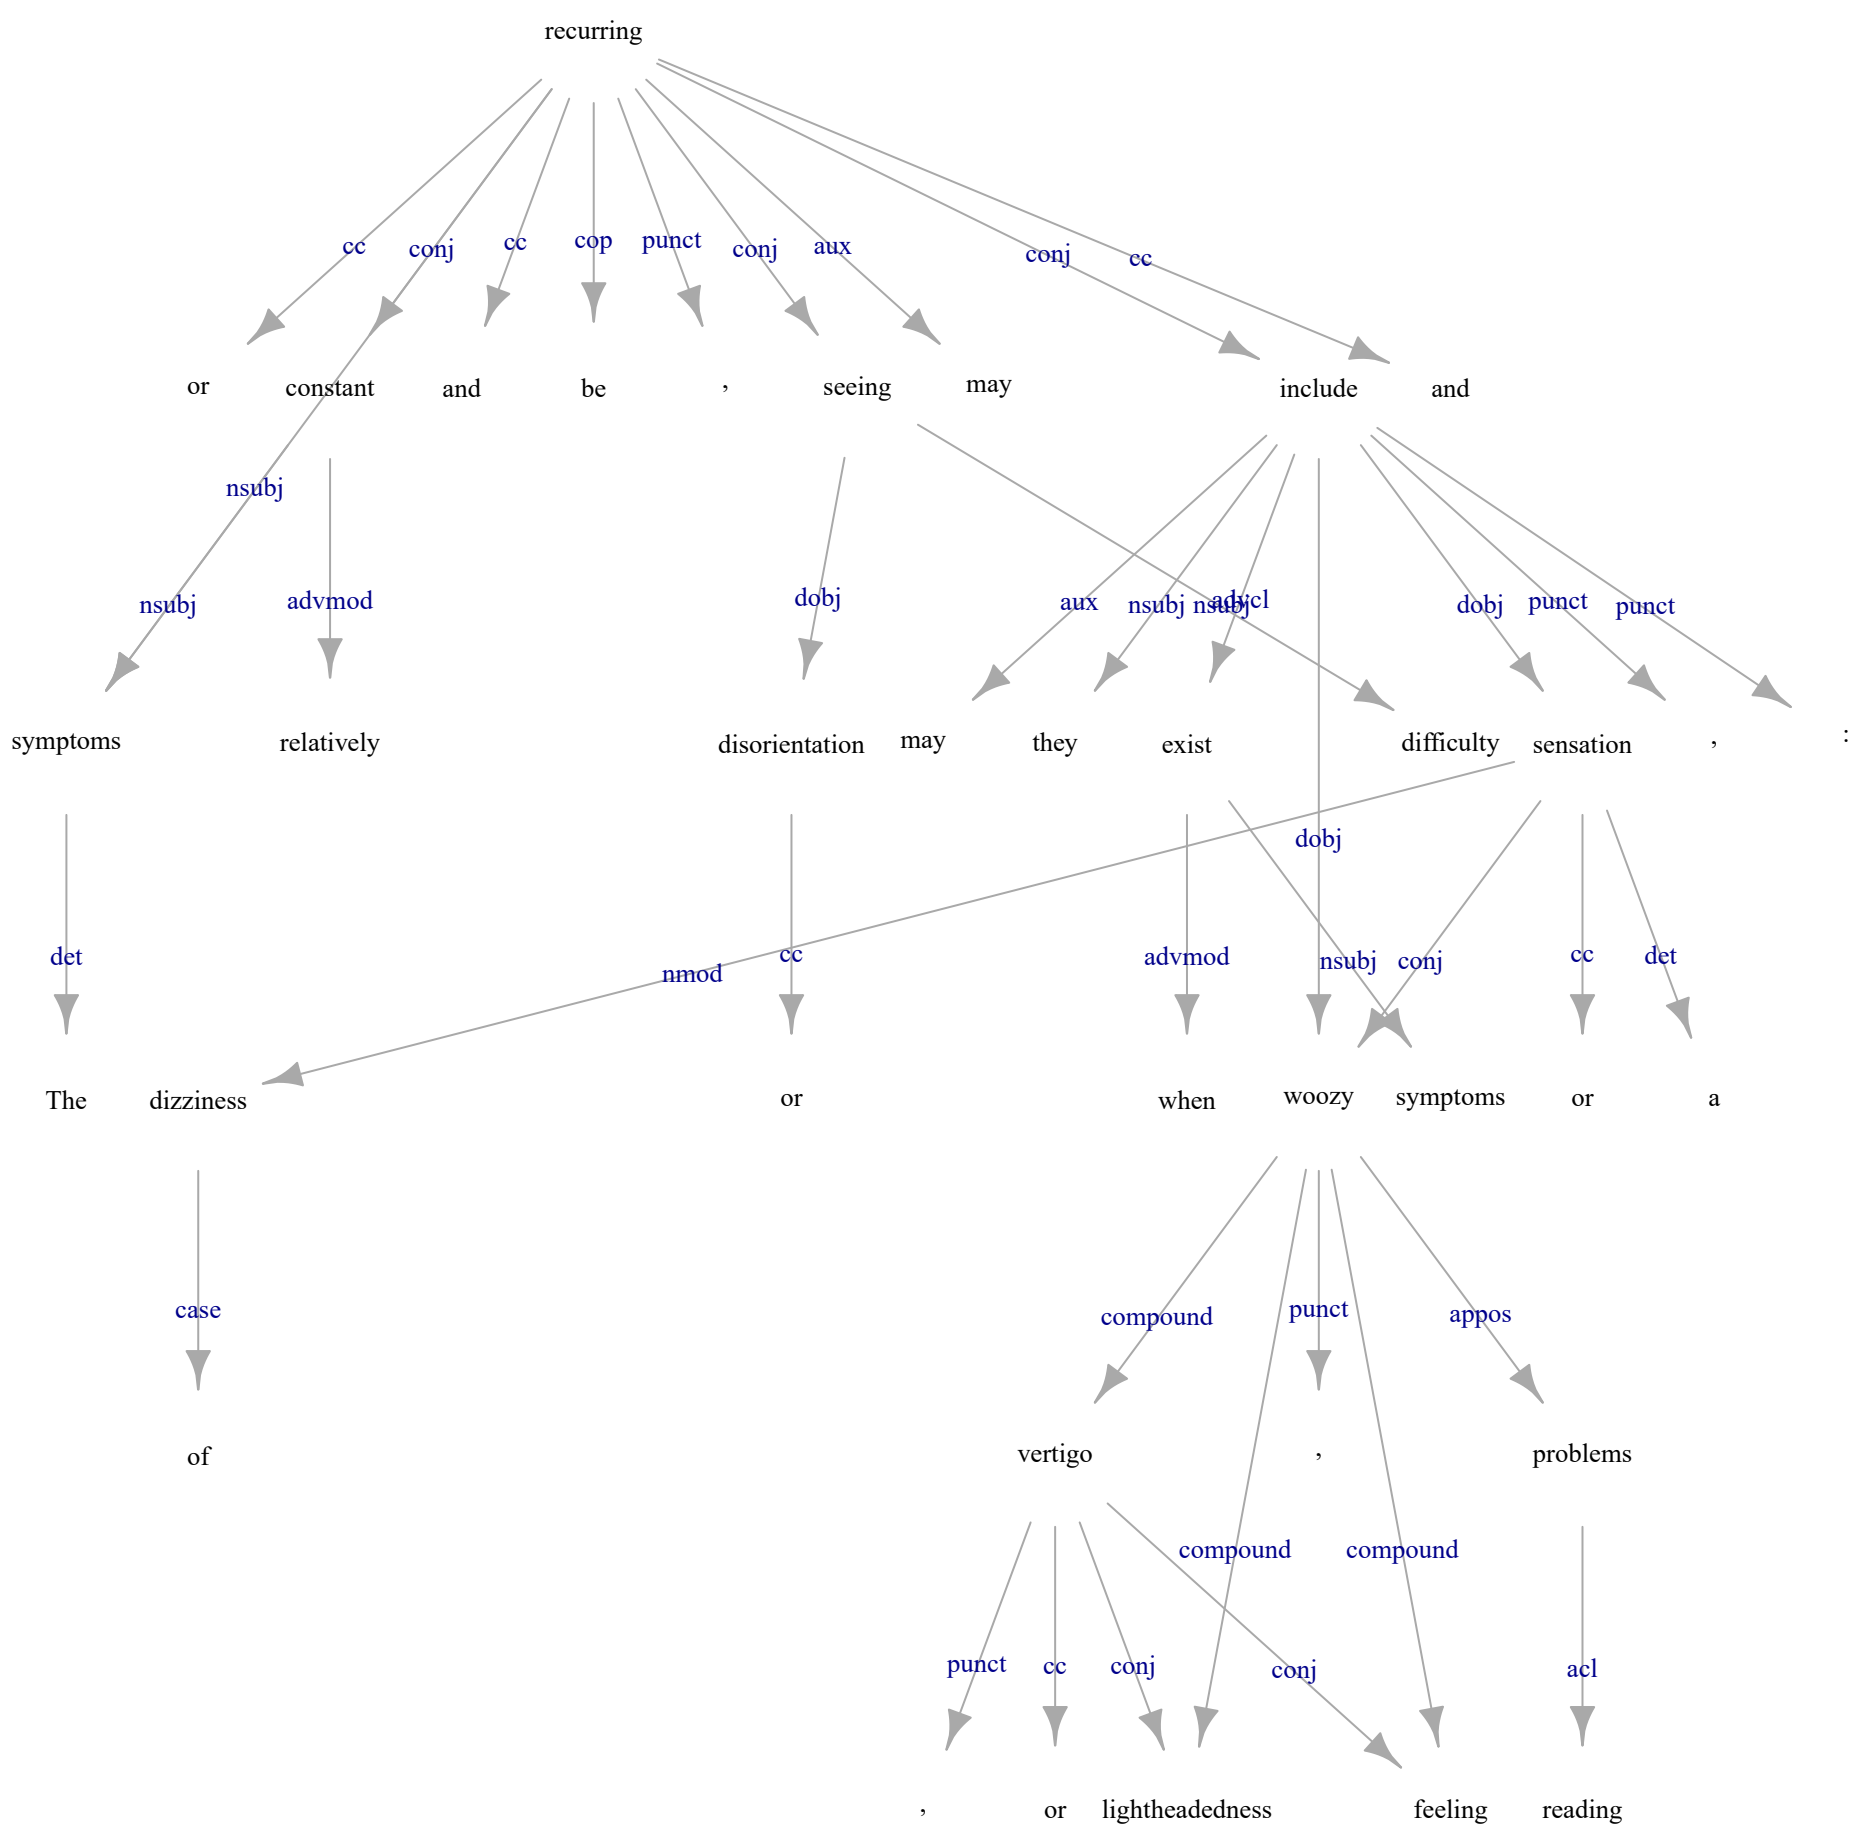 recurring
cc conj cc cop punct conj aux conj cc
or constant and be , seeing may include and
nsubj
nsubj advmod dobj aux nsubj nsubj advcl dobj punct punct
symptoms relatively disorientation may they exist difficulty sensation , :
dobj
det nmod cc advmod nsubj conj cc det
The dizziness or when woozy symptoms or a
case compound punct appos
of vertigo , problems
compound compound
punct cc conj conj acl
, or lightheadedness feeling reading